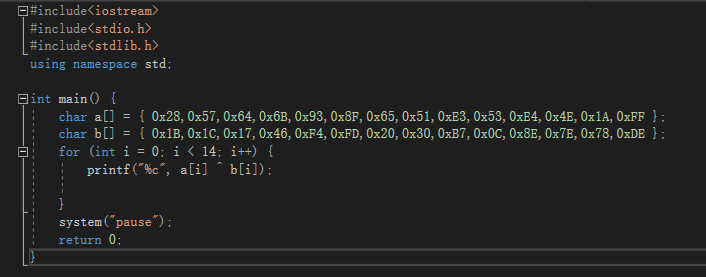 #include<iostream>
#include<stdio.h>
#include<stdlib.h>
using namespace std;
int main() {
char a[] = { 0x28,0x57,0x64,0x6B,0x93,0x8F,0x65,0x51,0xE3,0x53,0xE4,0x4E,0x1A,0xFF };
char b[] = { 0x1B,0x1C,0x17,0x46,0xF4,0xFD,0x20,0x30,0xB7,0x0C,0x8E,0x7E,0x78,0xDE };
for (int i = 0; i < 14; i++) {
printf("%c", a[i] ^ b[i]);
}
system("pause");
return 0;
}